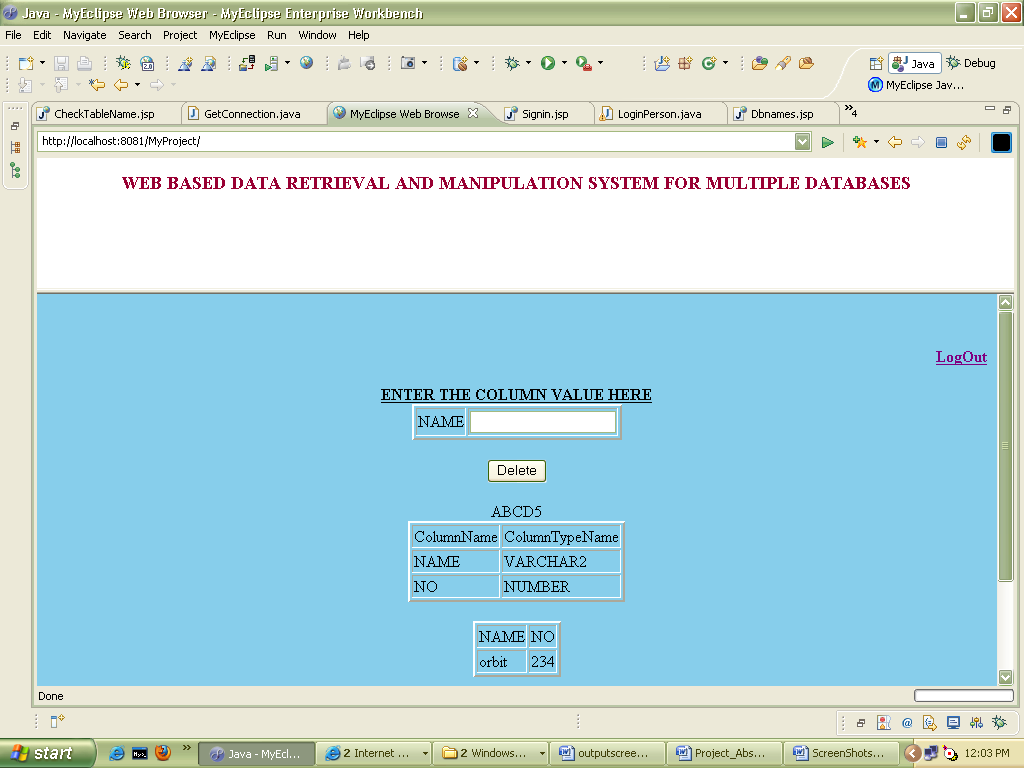 Java - MyEclipse Web Browser - MyEclipse Enterprise Workbench
File Edit Navigate Search Project MyEclipse Run Window Help
Java Debug
MyEclipse Jav...
CheckTableName.jsp GetConnection.java MyEclipse Web Browse Signin.jsp LoginPerson.java Dbnames.jsp »4
http://localhost:8081/MyProject/
WEB BASED DATA RETRIEVAL AND MANIPULATION SYSTEM FOR MULTIPLE DATABASES
LogOut
ENTER THE COLUMN VALUE HERE
NAME
Delete
ABCD5
ColumnName ColumnTypeName
NAME VARCHAR2
NO NUMBER
NAME NO
orbit 234
Done
start » Java - MyEcl... 2 Internet ... 2 Windows... outputscree... Project_Abs... ScreenShots... 12:03 PM